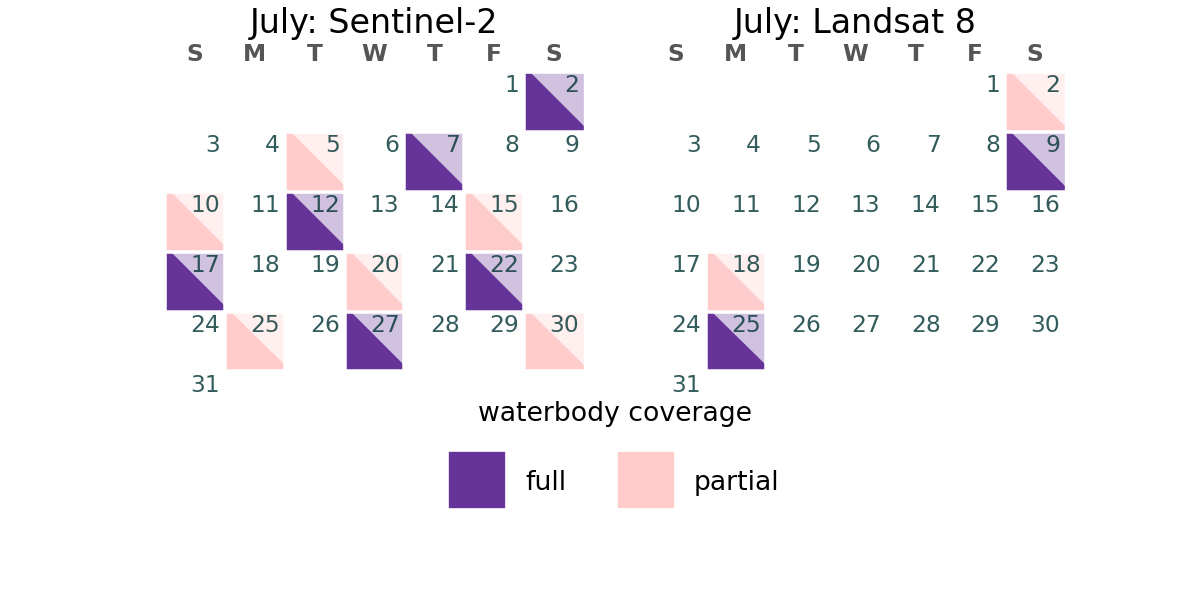 July: Sentinel-2
S M T W T F S
1 2
3 4 5 6 7 8 9
10 11 12 13 14 15 16
17 18 19 20 21 22 23
24 25 26 27 28 29 30
31
July: Landsat 8
S M T W T F S
1 2
3 4 5 6 7 8 9
10 11 12 13 14 15 16
17 18 19 20 21 22 23
24 25 26 27 28 29 30
31
waterbody coverage
full partial